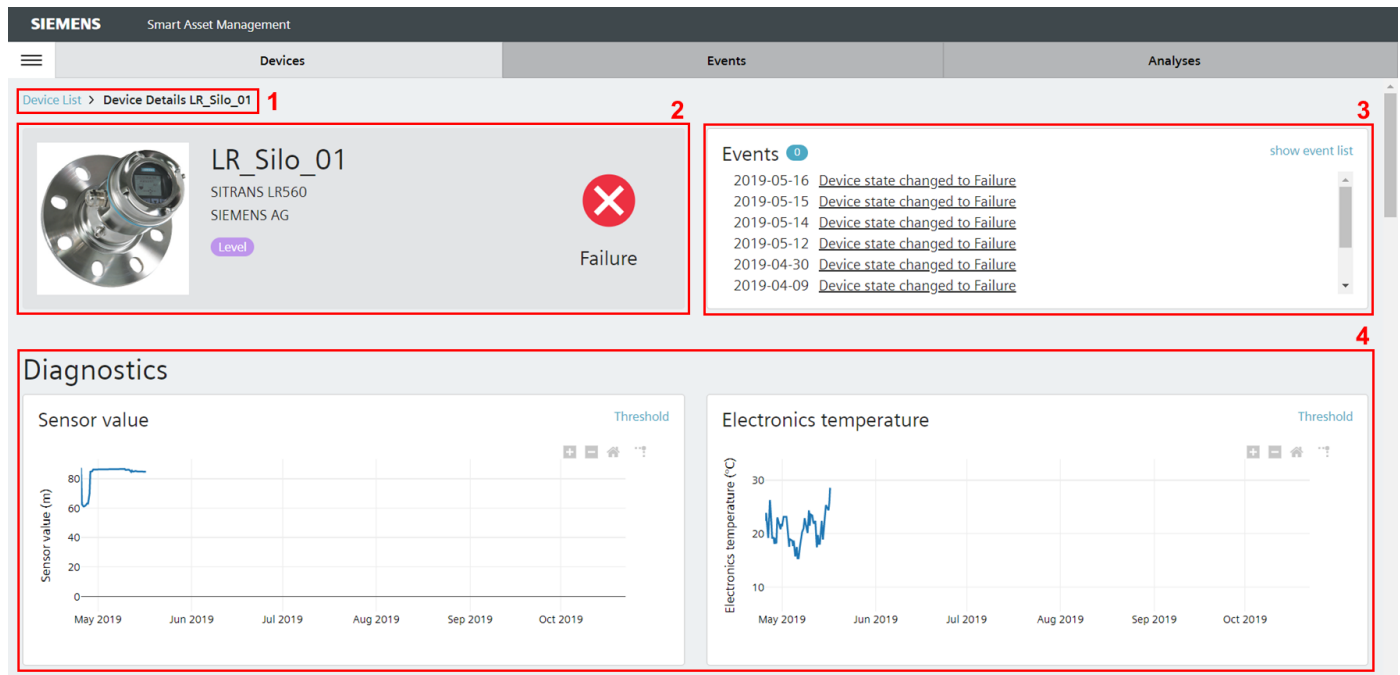 SIEMENS Smart Asset Management
Devices Events Analyses
Device List > Device Details LR_Silo_01 1
2
LR_Silo_01
SITRANS LR560
SIEMENS AG
Level
Failure
3
Events 0 show event list
2019-05-16 Device state changed to Failure
2019-05-15 Device state changed to Failure
2019-05-14 Device state changed to Failure
2019-05-12 Device state changed to Failure
2019-04-30 Device state changed to Failure
2019-04-09 Device state changed to Failure
4
Diagnostics
Sensor value Threshold
Sensor value (m)
80
60
40
20
0
May 2019 Jun 2019 Jul 2019 Aug 2019 Sep 2019 Oct 2019
Electronics temperature Threshold
Electronics temperature (°C)
30
20
10
May 2019 Jun 2019 Jul 2019 Aug 2019 Sep 2019 Oct 2019